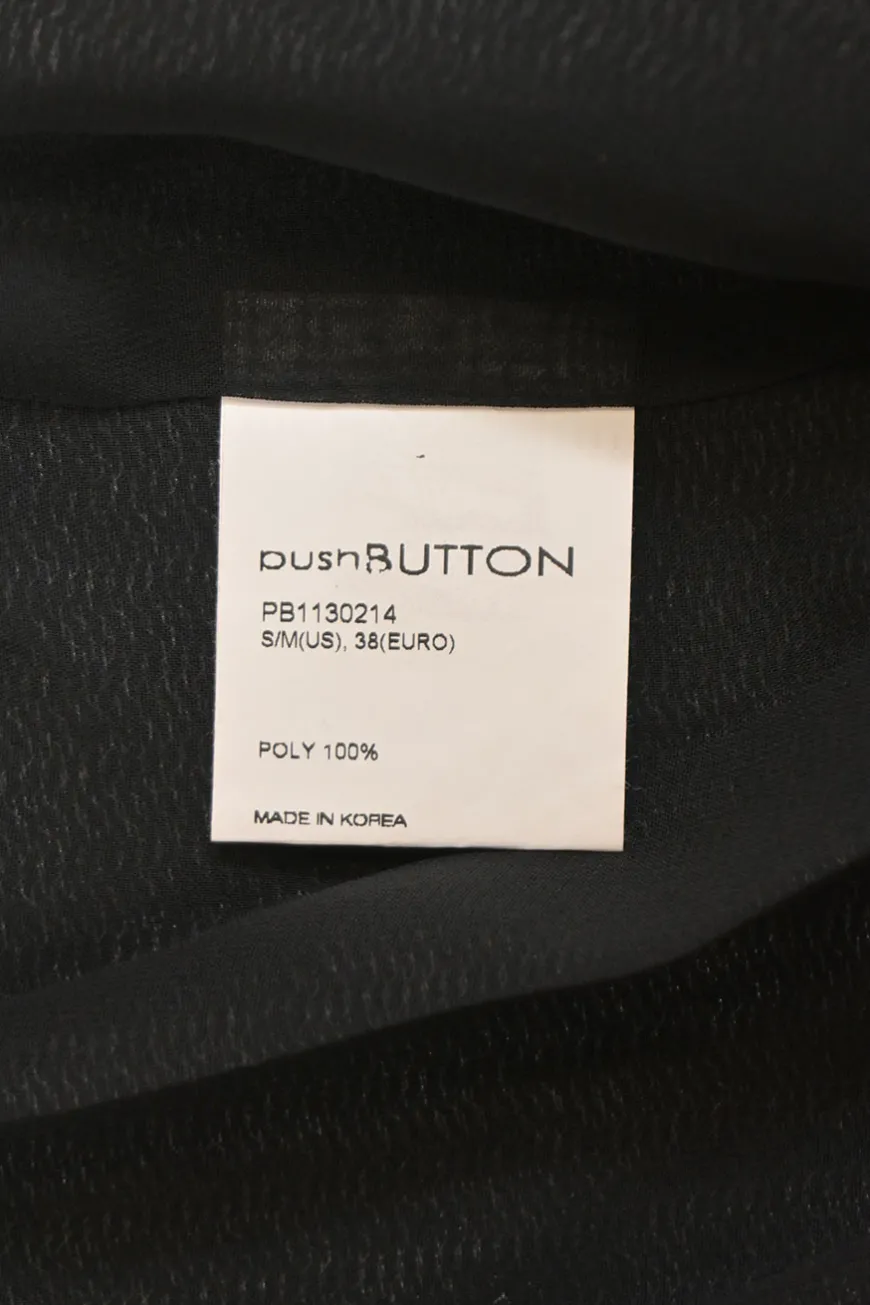 pushBUTTON
PB1130214
S/M(US), 38(EURO)
POLY 100%
MADE IN KOREA